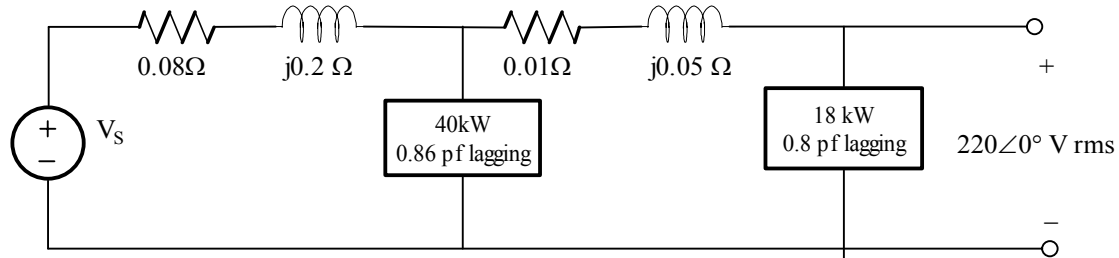 0.08Ω
j0.2 Ω
0.01Ω
j0.05 Ω
+
+
−
V_S
40kW
0.86 pf lagging
18 kW
0.8 pf lagging
220∠0° V rms
−